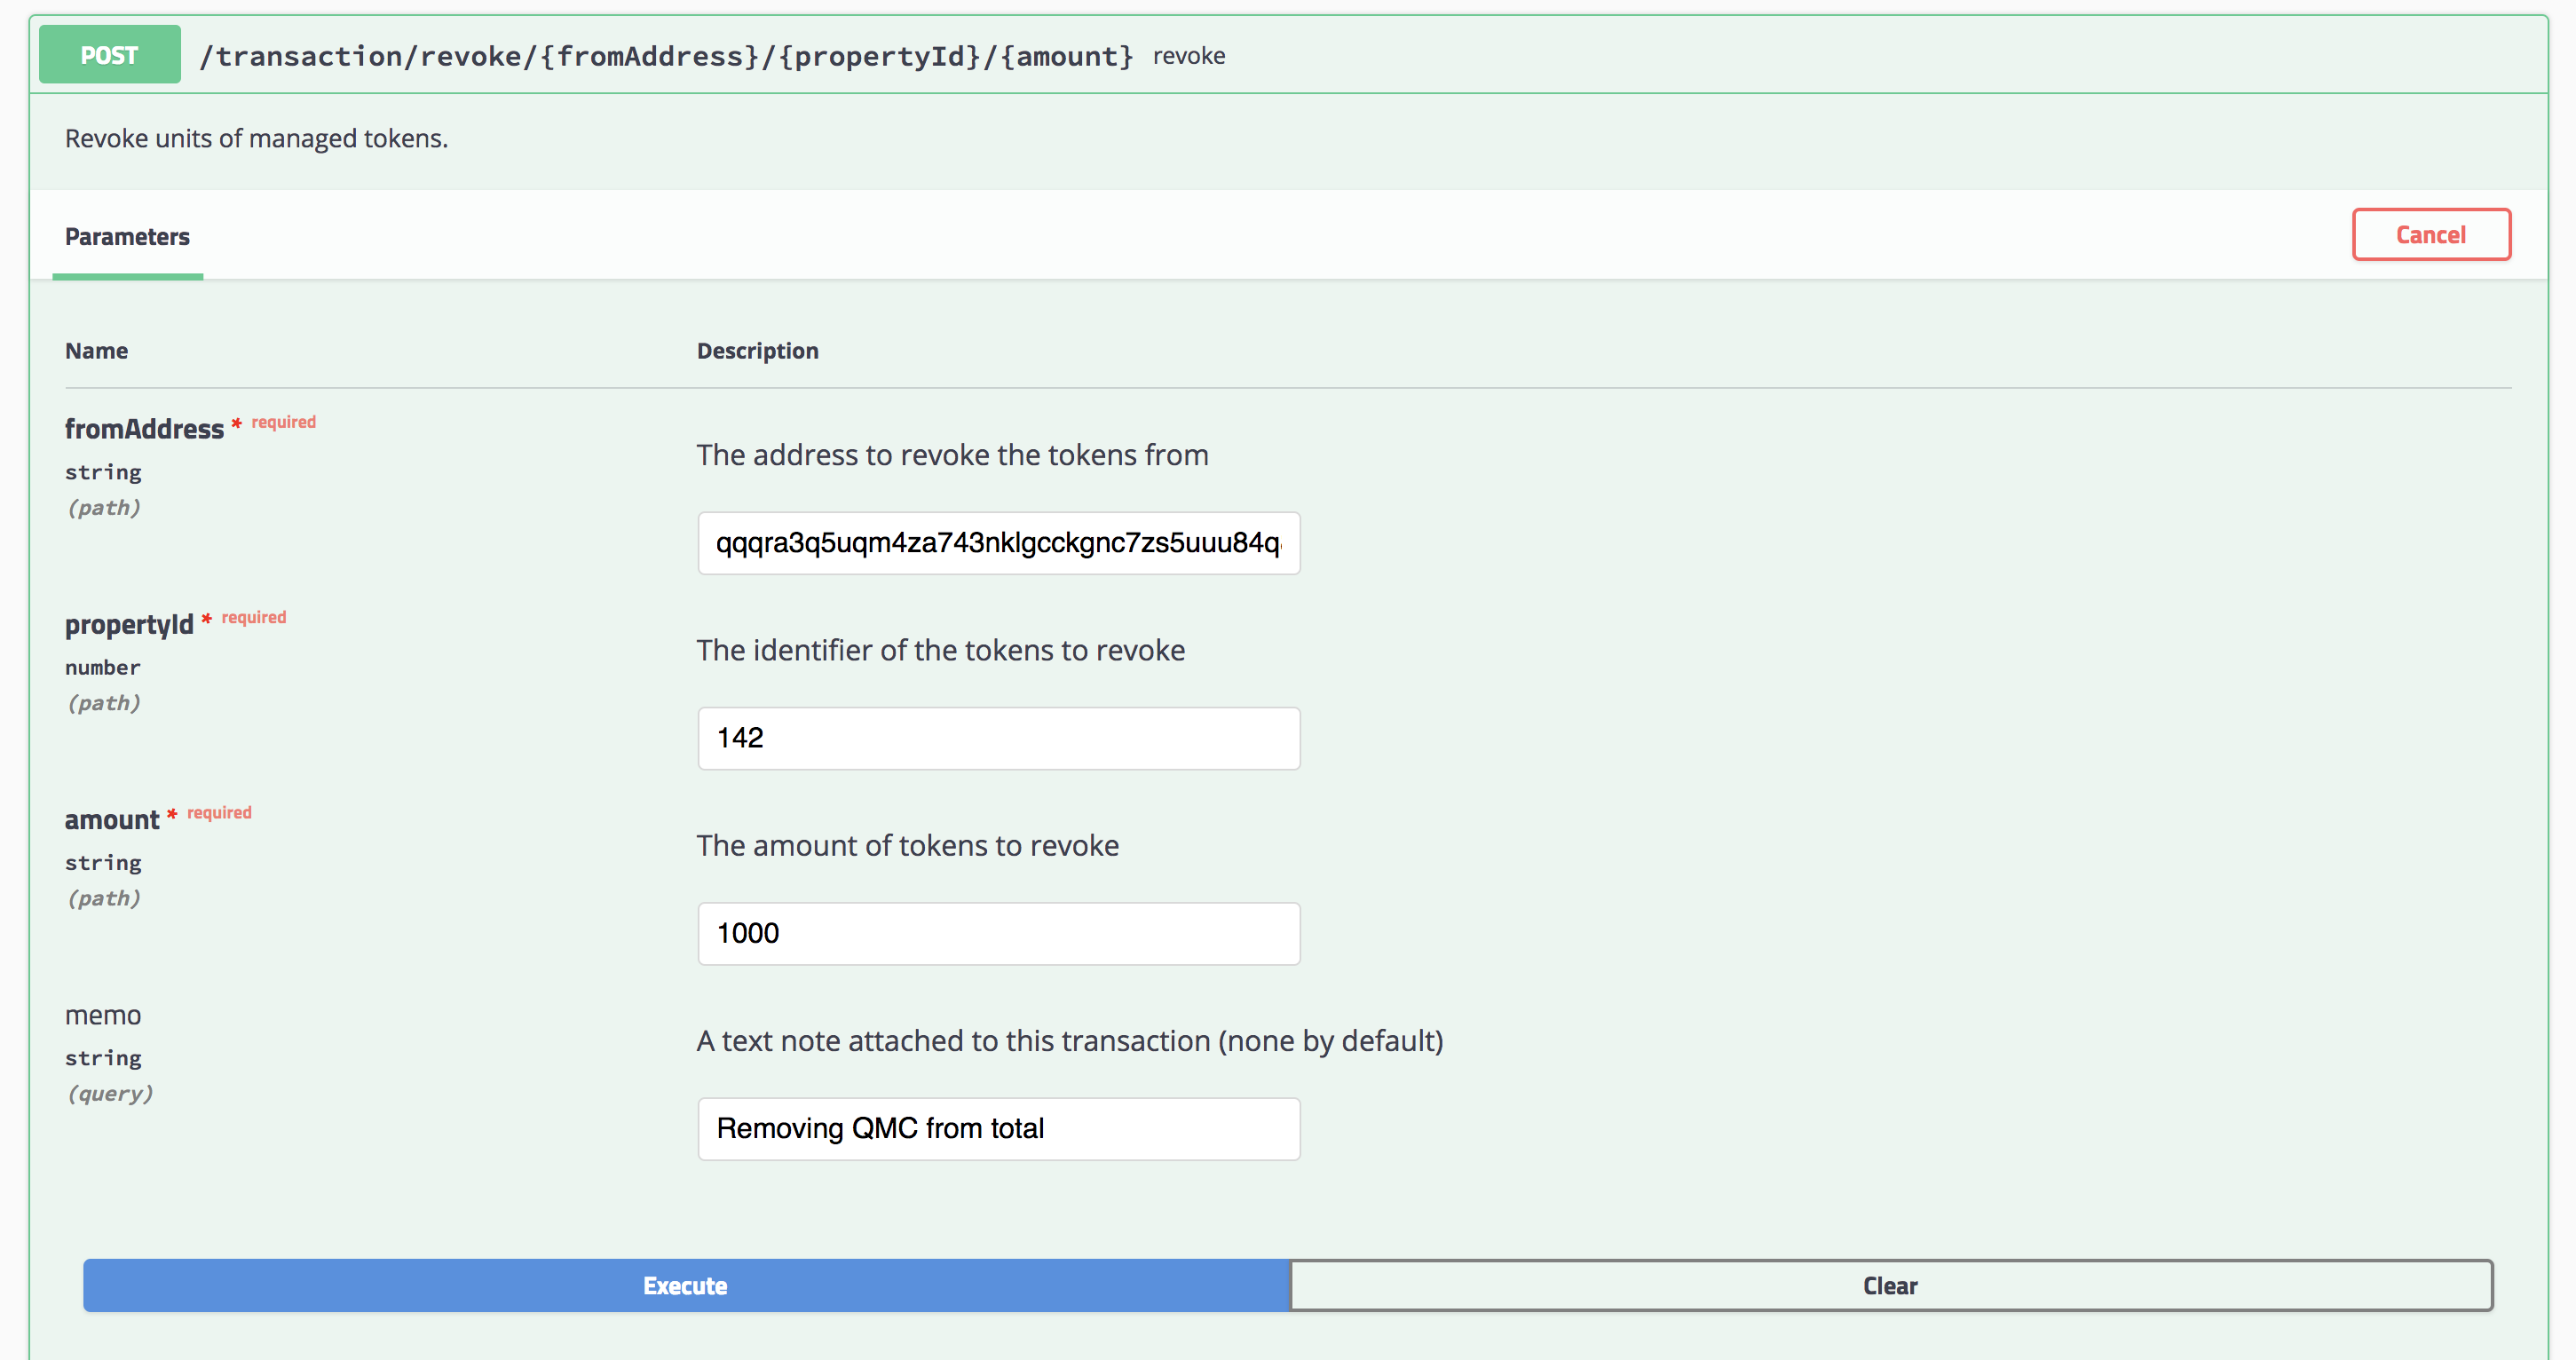 POST /transaction/revoke/{fromAddress}/{propertyId}/{amount} revoke
Revoke units of managed tokens.
Parameters Cancel
Name Description
fromAddress * required
string
(path)
The address to revoke the tokens from
qqqra3q5uqm4za743nklgcckgnc7zs5uuu84q
propertyId * required
number
(path)
The identifier of the tokens to revoke
142
amount * required
string
(path)
The amount of tokens to revoke
1000
memo
string
(query)
A text note attached to this transaction (none by default)
Removing QMC from total
Execute Clear